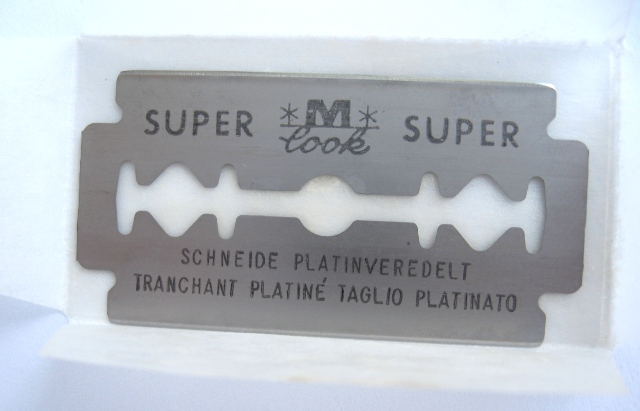 SUPER *M* SUPER
look
SCHNEIDE PLATINVEREDELT
TRANCHANT PLATINÉ TAGLIO PLATINATO